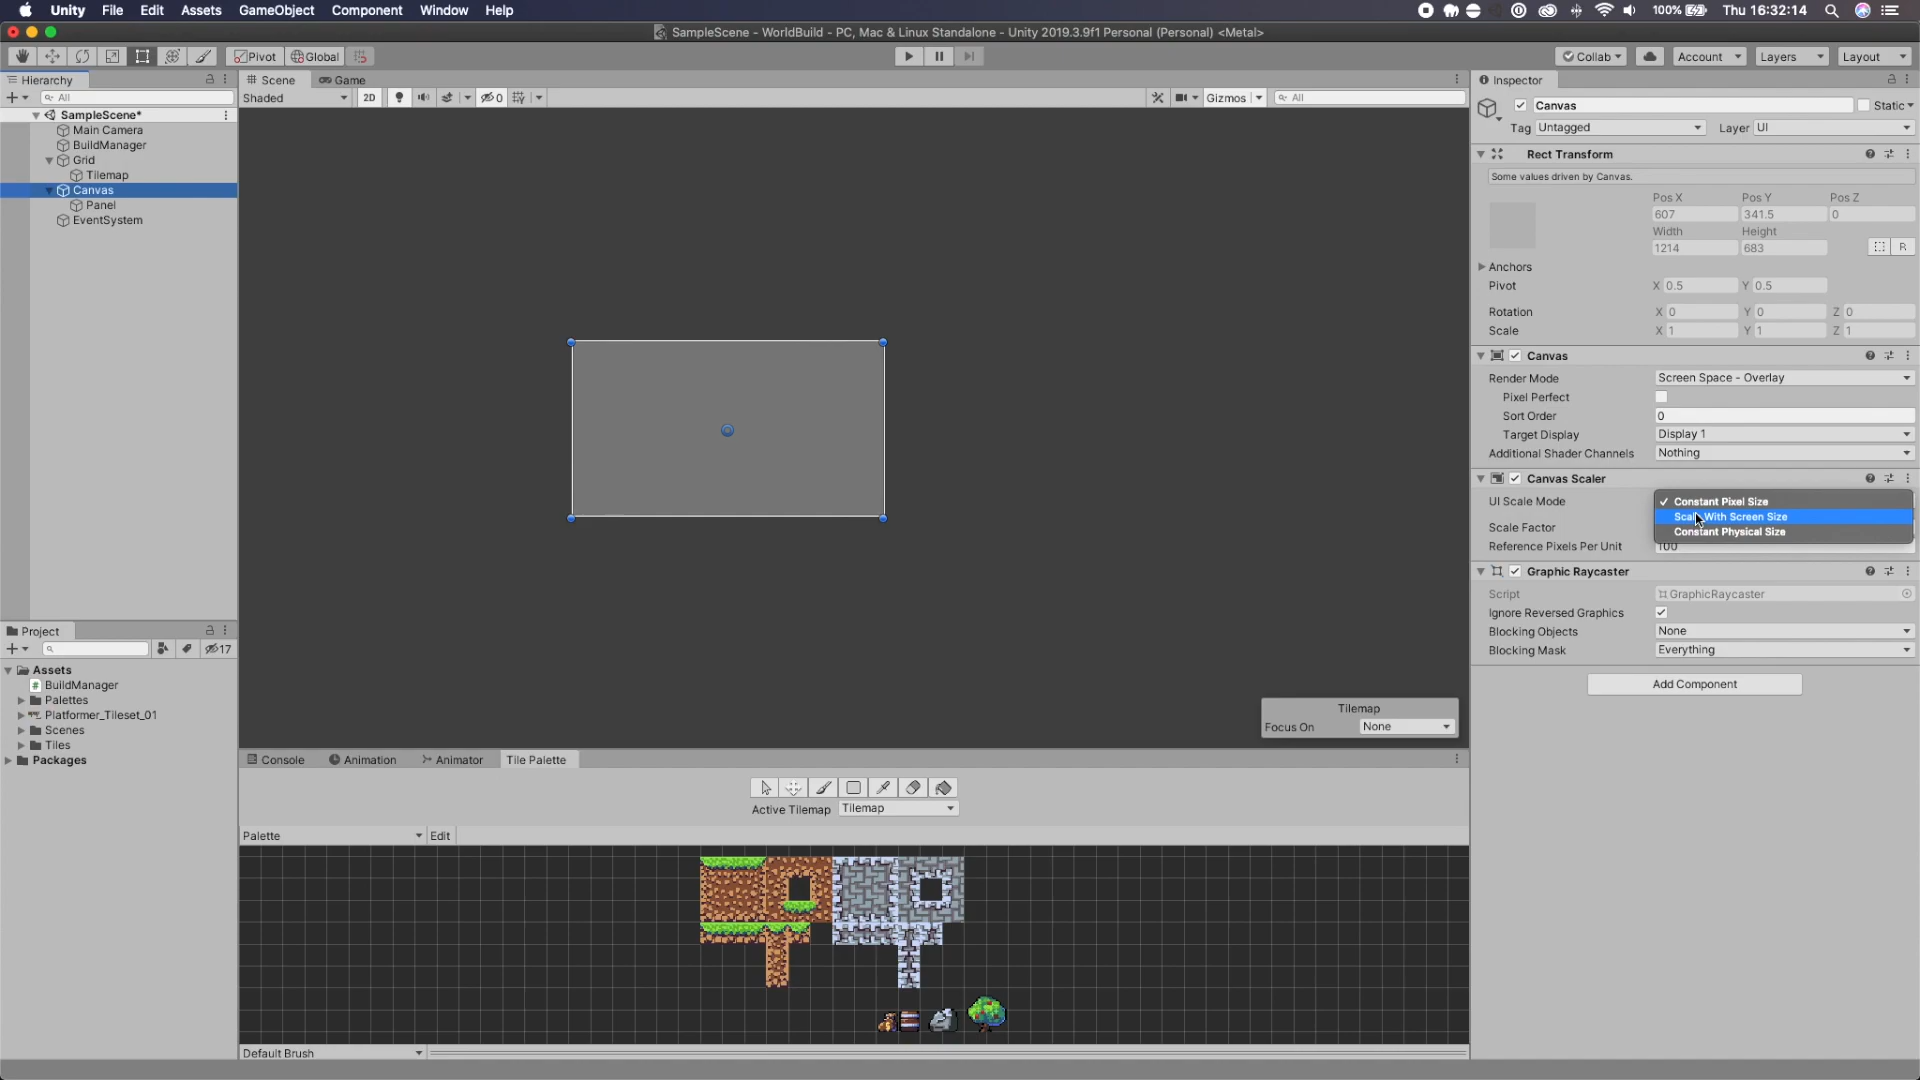 Unity File Edit Assets GameObject Component Window Help 100% Thu 16:32:14
SampleScene - WorldBuild - PC, Mac & Linux Standalone - Unity 2019.3.9f1 Personal (Personal) <Metal>
Pivot Global Collab Account Layers Layout
Hierarchy
All
SampleScene*
Main Camera
BuildManager
Grid
Tilemap
Canvas
Panel
EventSystem
Scene Game
Shaded 2D 0 Gizmos All
Tilemap
Focus On None
Project
17
Assets
BuildManager
Palettes
Platformer_Tileset_01
Scenes
Tiles
Packages
Console Animation Animator Tile Palette
Active Tilemap Tilemap
Palette Edit
Default Brush
Inspector
Canvas Static
Tag Untagged Layer UI
Rect Transform
Some values driven by Canvas.
Pos X Pos Y Pos Z
607 341.5 0
Width Height
1214 683 R
Anchors
Pivot X 0.5 Y 0.5
Rotation X 0 Y 0 Z 0
Scale X 1 Y 1 Z 1
Canvas
Render Mode Screen Space - Overlay
Pixel Perfect
Sort Order 0
Target Display Display 1
Additional Shader Channels Nothing
Canvas Scaler
UI Scale Mode Constant Pixel Size
Scale With Screen Size
Scale Factor Constant Physical Size
Reference Pixels Per Unit 100
Graphic Raycaster
Script GraphicRaycaster
Ignore Reversed Graphics
Blocking Objects None
Blocking Mask Everything
Add Component